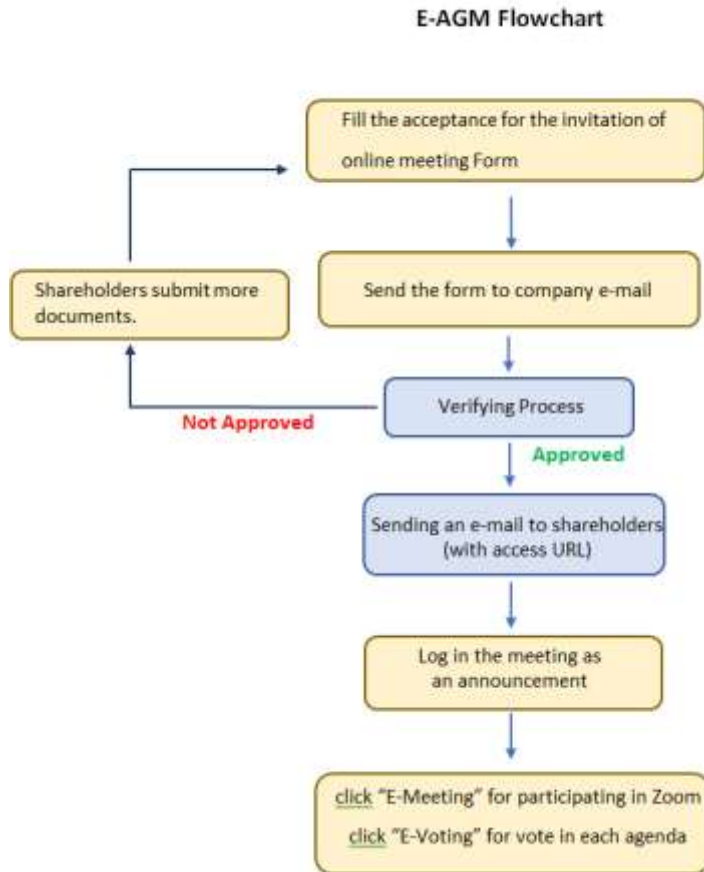 E-AGM Flowchart
Fill the acceptance for the invitation of
online meeting Form
Shareholders submit more
documents.
Send the form to company e-mail
Verifying Process
Not Approved
Approved
Sending an e-mail to shareholders
(with access URL)
Log in the meeting as
an announcement
click “E-Meeting” for participating in Zoom
click “E-Voting” for vote in each agenda